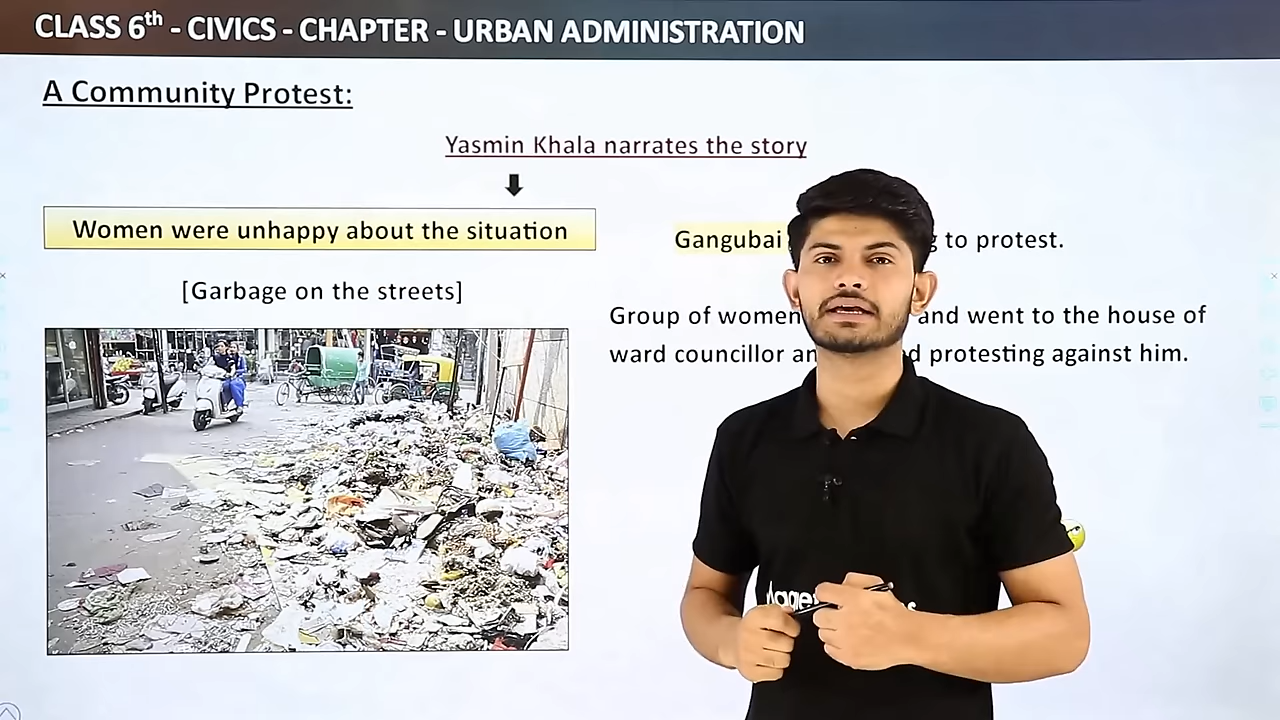 CLASS 6th - CIVICS - CHAPTER - URBAN ADMINISTRATION
A Community Protest:
Yasmin Khala narrates the story
Women were unhappy about the situation
[Garbage on the streets]
Gangubai to protest.
Group of women and went to the house of
ward councillor protesting against him.